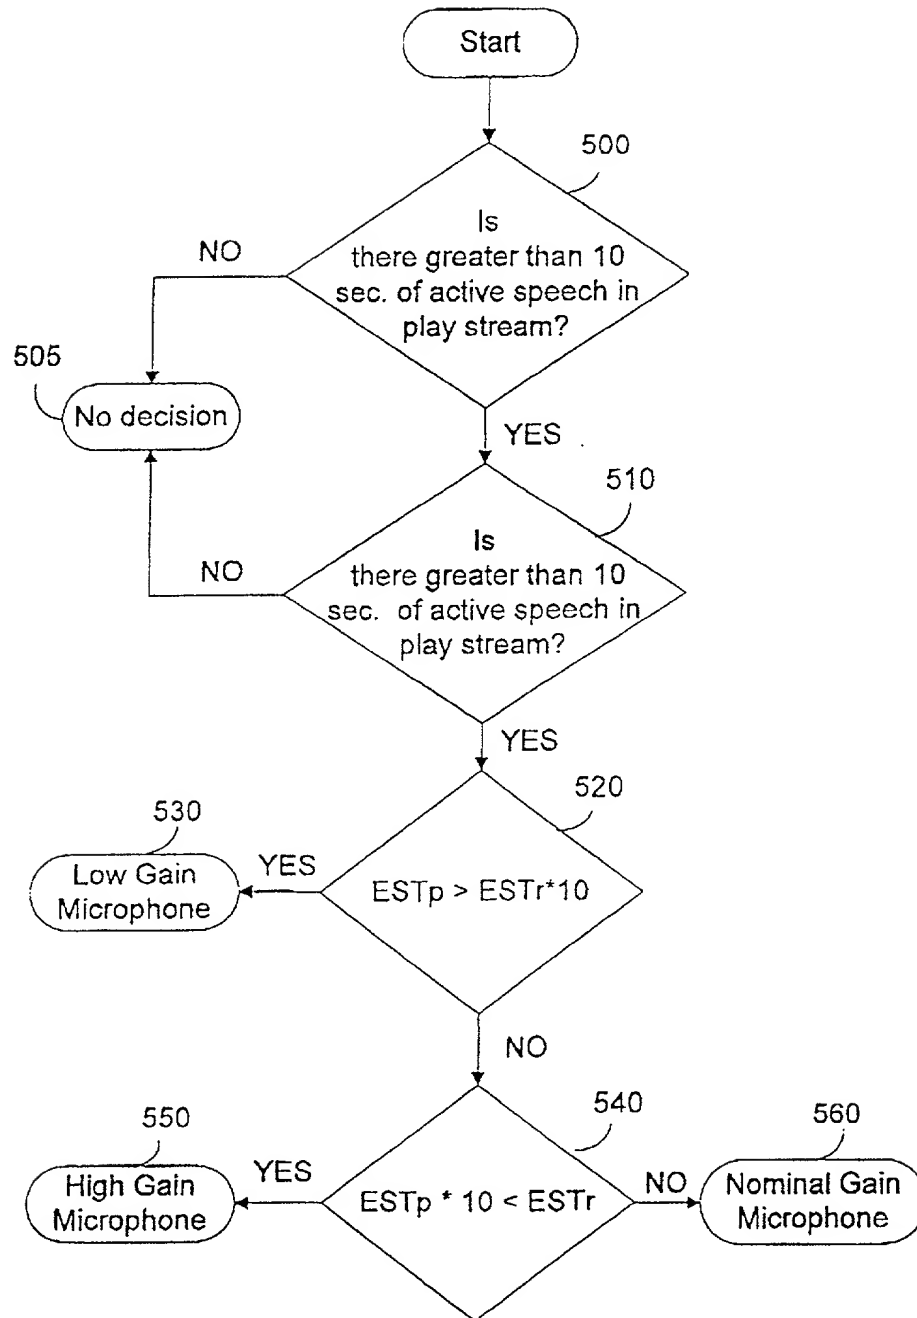 Start
500
Is
there greater than 10
sec. of active speech in
play stream?
NO
505
No decision
YES
510
Is
there greater than 10
sec. of active speech in
play stream?
NO
YES
520
530
YES
Low Gain
Microphone
ESTp > ESTr*10
NO
540
550
560
YES
High Gain
Microphone
ESTp * 10 < ESTr
NO
Nominal Gain
Microphone